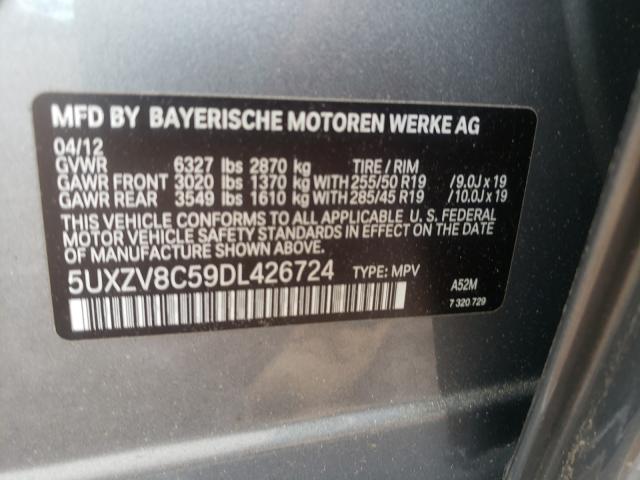 MFD BY BAYERISCHE MOTOREN WERKE AG
04/12
GVWR 6327 lbs 2870 kg TIRE / RIM
GAWR FRONT 3020 lbs 1370 kg WITH 255/50 R19 /9.0J x 19
GAWR REAR 3549 lbs 1610 kg WITH 285/45 R19 /10.0J x 19
THIS VEHICLE CONFORMS TO ALL APPLICABLE U. S. FEDERAL
MOTOR VEHICLE SAFETY STANDARDS IN EFFECT ON THE DATE
OF MANUFACTURE SHOWN ABOVE.
5UXZV8C59DL426724 TYPE: MPV A52M
7 320 729